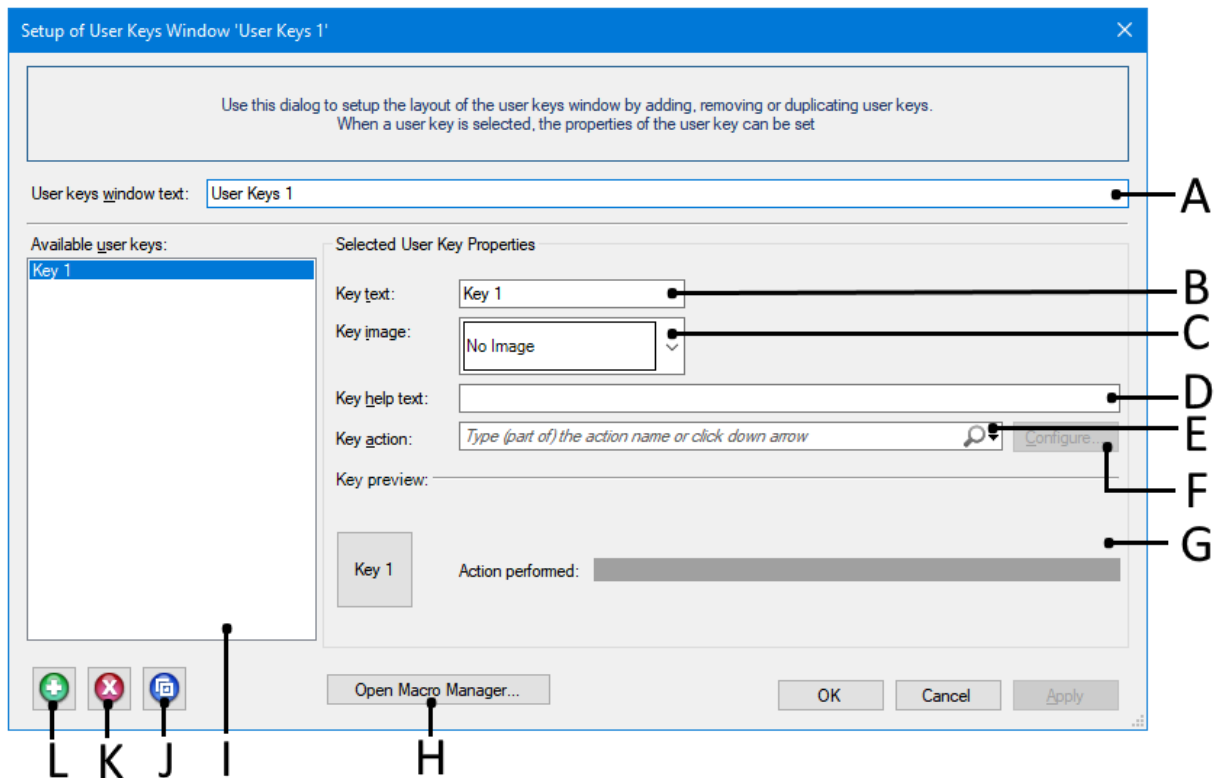 Setup of User Keys Window 'User Keys 1'
Use this dialog to setup the layout of the user keys window by adding, removing or duplicating user keys.
When a user key is selected, the properties of the user key can be set
User keys window text: User Keys 1
A
Available user keys:
Key 1
Selected User Key Properties
Key text: Key 1
B
Key image: No Image
C
Key help text:
D
Key action: Type (part of) the action name or click down arrow
Configure...
E
F
Key preview:
G
Key 1
Action performed:
Open Macro Manager...
OK
Cancel
Apply
L
K
J
I
H